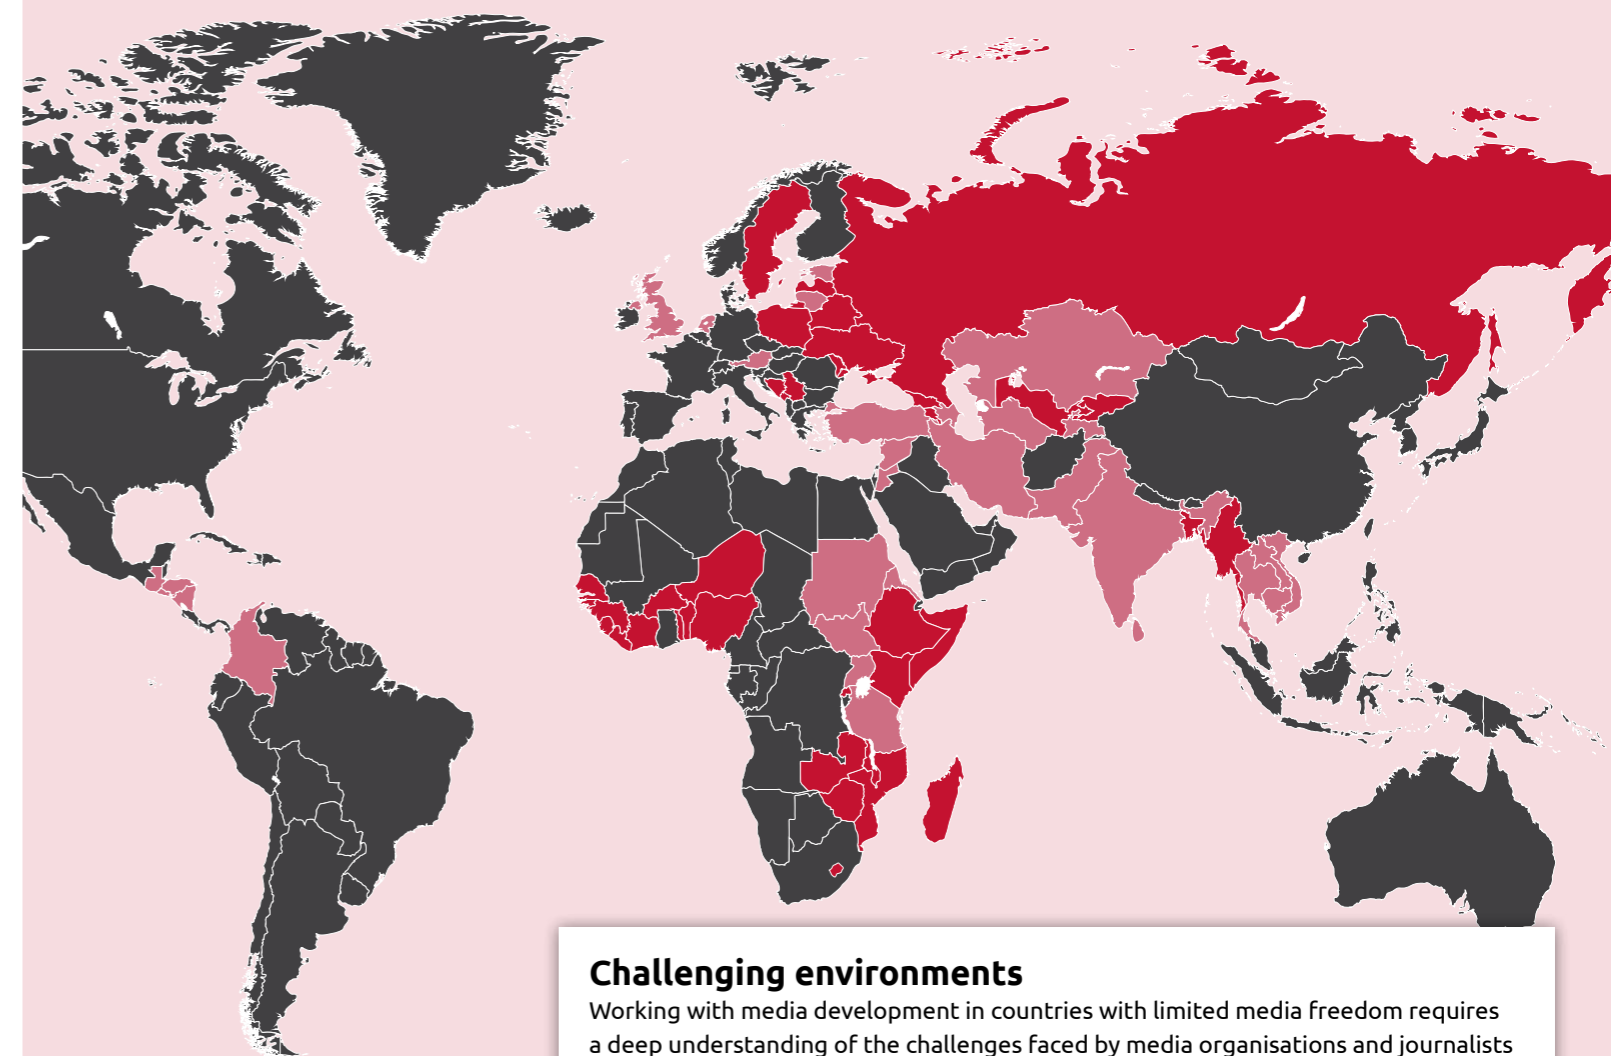 Challenging environments
Working with media development in countries with limited media freedom requires
a deep understanding of the challenges faced by media organisations and journalists